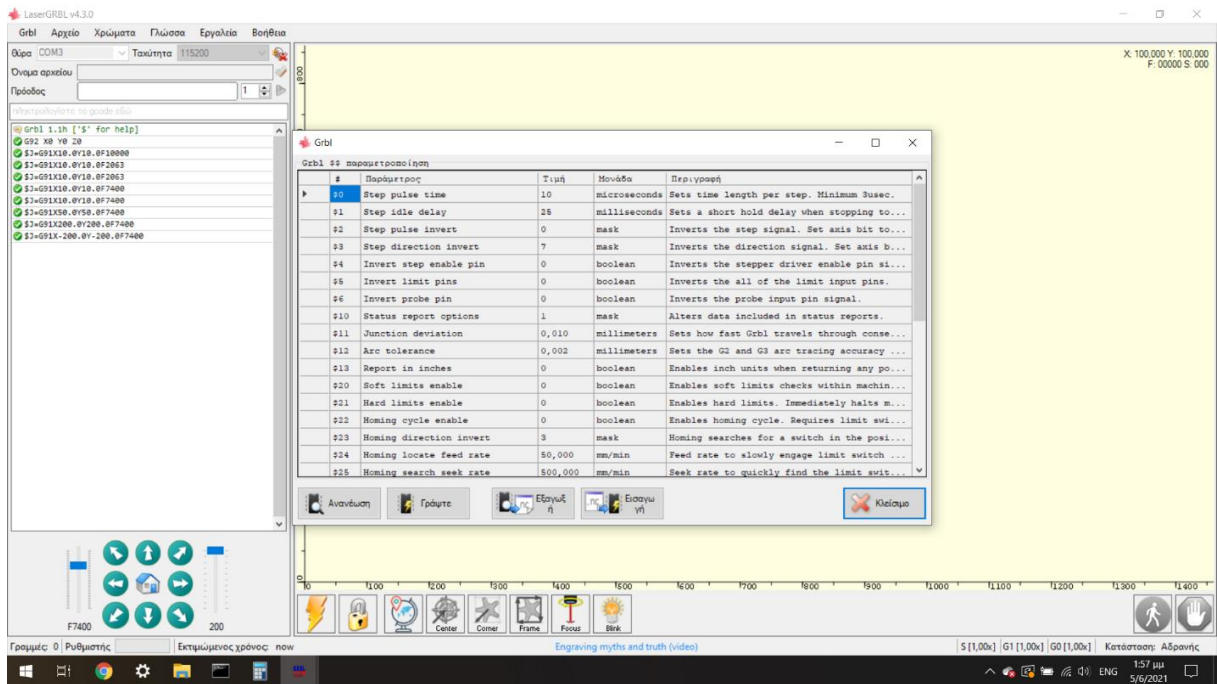 LaserGRBL v4.3.0
Grbl Αρχείο Χρώματα Γλώσσα Εργαλεία Βοήθεια
Θύρα COM3 Ταχύτητα 115200
Όνομα αρχείου
Πρόοδος 1
πληκτρολογίστε το gcode εδώ
X: 100,000 Y: 100,000
F: 00000 S: 000
Grbl 1.1h ['$' for help]
G92 X0 Y0 Z0
$J=G91X10.0Y10.0F10000
$J=G91X10.0Y10.0F2063
$J=G91X10.0Y10.0F2063
$J=G91X10.0Y10.0F7400
$J=G91X10.0Y10.0F7400
$J=G91X50.0Y50.0F7400
$J=G91X200.0Y200.0F7400
$J=G91X-200.0Y-200.0F7400
800
Grbl
Grbl $$ παραμετροποίηση
# Παράμετρος Τιμή Μονάδα Περιγραφή
$0 Step pulse time 10 microseconds Sets time length per step. Minimum 3usec.
$1 Step idle delay 25 milliseconds Sets a short hold delay when stopping to...
$2 Step pulse invert 0 mask Inverts the step signal. Set axis bit to...
$3 Step direction invert 7 mask Inverts the direction signal. Set axis b...
$4 Invert step enable pin 0 boolean Inverts the stepper driver enable pin si...
$5 Invert limit pins 0 boolean Inverts the all of the limit input pins.
$6 Invert probe pin 0 boolean Inverts the probe input pin signal.
$10 Status report options 1 mask Alters data included in status reports.
$11 Junction deviation 0,010 millimeters Sets how fast Grbl travels through conse...
$12 Arc tolerance 0,002 millimeters Sets the G2 and G3 arc tracing accuracy ...
$13 Report in inches 0 boolean Enables inch units when returning any po...
$20 Soft limits enable 0 boolean Enables soft limits checks within machin...
$21 Hard limits enable 0 boolean Enables hard limits. Immediately halts m...
$22 Homing cycle enable 0 boolean Enables homing cycle. Requires limit swi...
$23 Homing direction invert 3 mask Homing searches for a switch in the posi...
$24 Homing locate feed rate 50,000 mm/min Feed rate to slowly engage limit switch ...
$25 Homing search seek rate 500,000 mm/min Seek rate to quickly find the limit swit...
Ανανέωση Γράψτε Εξαγωξ
ή Εισαγω
γή Κλείσιμο
0 100 200 300 400 500 600 700 800 900 1000 1100 1200 1300 1400
F7400 200
Center Corner Frame Focus Blink
Γραμμές: 0 Ρυθμιστής Εκτιμώμενος χρόνος: now Engraving myths and truth (video) S [1,00x] G1 [1,00x] G0 [1,00x] Κατάσταση: Αδρανής
ENG 1:57 μμ
5/6/2021